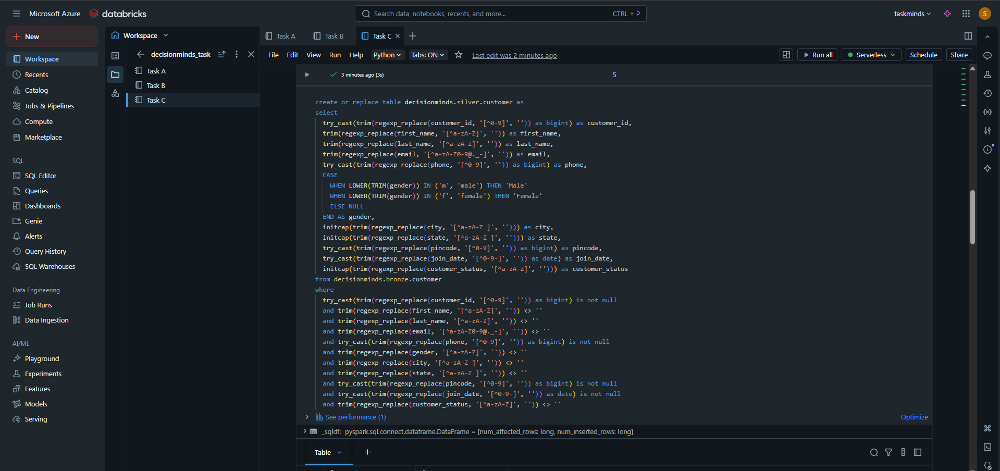 Microsoft Azure
databricks
Search data, notebooks, recents, and more...
CTRL + P
taskminds
S
New
Workspace
Recents
Catalog
Jobs & Pipelines
Compute
Marketplace
SQL
SQL Editor
Queries
Dashboards
Genie
Alerts
Query History
SQL Warehouses
Data Engineering
Job Runs
Data Ingestion
AI/ML
Playground
Experiments
Features
Models
Serving
Workspace
decisionminds_task
Task A
Task B
Task C
Task A
Task B
Task C
File Edit View Run Help Python Tabs: ON Last edit was 2 minutes ago
Run all
Serverless
Schedule
Share
3 minutes ago (3s)
5
create or replace table decisionminds.silver.customer as
select
try_cast(trim(regexp_replace(customer_id, '[^0-9]', '')) as bigint) as customer_id,
trim(regexp_replace(first_name, '[^a-zA-Z]', '')) as first_name,
trim(regexp_replace(last_name, '[^a-zA-Z]', '')) as last_name,
trim(regexp_replace(email, '[^a-zA-Z0-9@._-]', '')) as email,
try_cast(trim(regexp_replace(phone, '[^0-9]', '')) as bigint) as phone,
CASE
WHEN LOWER(TRIM(gender)) IN ('m', 'male') THEN 'Male'
WHEN LOWER(TRIM(gender)) IN ('f', 'female') THEN 'Female'
ELSE NULL
END AS gender,
initcap(trim(regexp_replace(city, '[^a-zA-Z ]', ''))) as city,
initcap(trim(regexp_replace(state, '[^a-zA-Z ]', ''))) as state,
try_cast(trim(regexp_replace(pincode, '[^0-9]', '')) as bigint) as pincode,
try_cast(trim(regexp_replace(join_date, '[^0-9-]', '')) as date) as join_date,
initcap(trim(regexp_replace(customer_status, '[^a-zA-Z]', ''))) as customer_status
from decisionminds.bronze.customer
where
try_cast(trim(regexp_replace(customer_id, '[^0-9]', '')) as bigint) is not null
and trim(regexp_replace(first_name, '[^a-zA-Z]', '')) <> ''
and trim(regexp_replace(last_name, '[^a-zA-Z]', '')) <> ''
and trim(regexp_replace(email, '[^a-zA-Z0-9@._-]', '')) <> ''
and try_cast(trim(regexp_replace(phone, '[^0-9]', '')) as bigint) is not null
and trim(regexp_replace(gender, '[^a-zA-Z]', '')) <> ''
and trim(regexp_replace(city, '[^a-zA-Z ]', '')) <> ''
and trim(regexp_replace(state, '[^a-zA-Z ]', '')) <> ''
and try_cast(trim(regexp_replace(pincode, '[^0-9]', '')) as bigint) is not null
and try_cast(trim(regexp_replace(join_date, '[^0-9-]', '')) as date) is not null
and trim(regexp_replace(customer_status, '[^a-zA-Z]', '')) <> ''
See performance (1)
Optimize
_sqldf: pyspark.sql.connect.dataframe.DataFrame = [num_affected_rows: long, num_inserted_rows: long]
Table